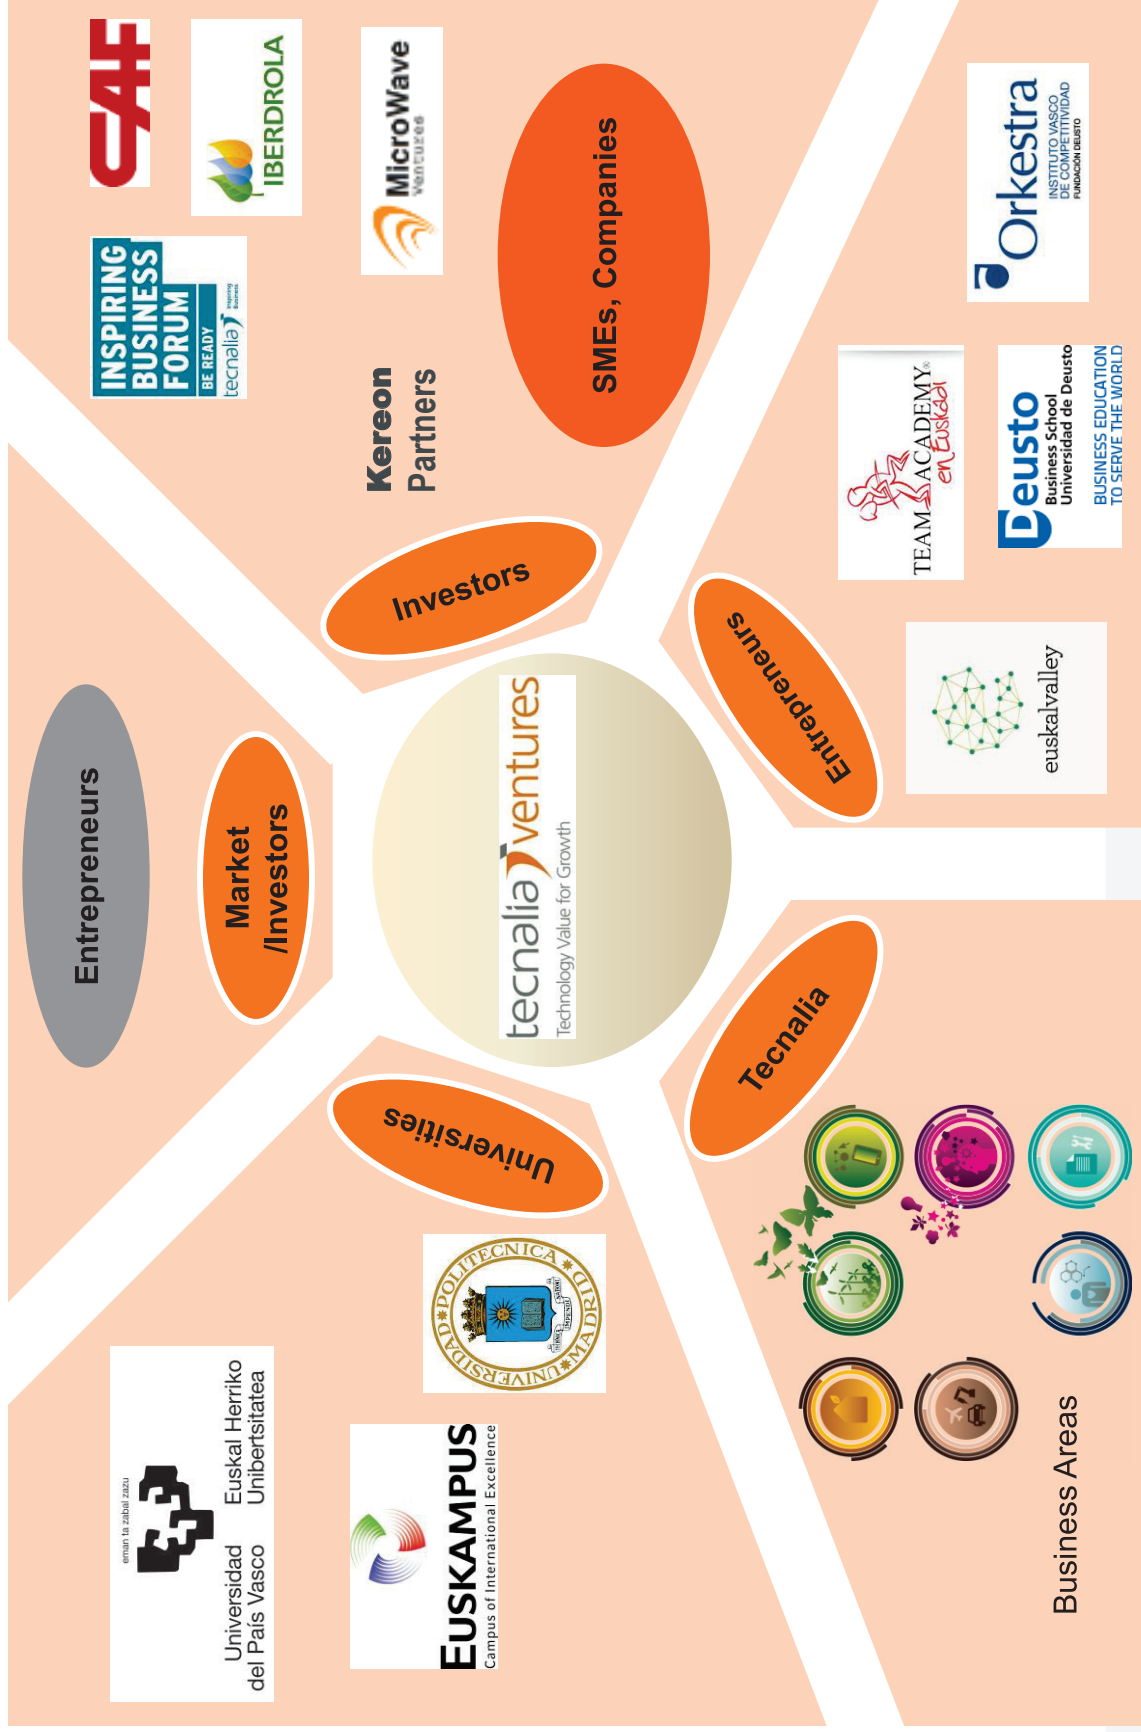 Entrepreneurs
Market
/Investors
eman ta zabal zazu
Universidad
del País Vasco
Euskal Herriko
Unibertsitatea
EUSKAMPUS
Campus of International Excellence
UNIVERSIDAD POLITECNICA MADRID
Universities
INSPIRING
BUSINESS
FORUM
BE READY
tecnalia Inspiring
Business
CAF
IBERDROLA
MicroWave
Ventures
Kereon
Partners
Investors
SMEs, Companies
tecnalia ventures
Technology Value for Growth
Tecnalia
Business Areas
Entrepreneurs
TEAM ACADEMY®
en Euskadi
Orkestra
INSTITUTO VASCO
DE COMPETITIVIDAD
FUNDACIÓN DEUSTO
euskalvalley
Deusto
Business School
Universidad de Deusto
BUSINESS EDUCATION
TO SERVE THE WORLD